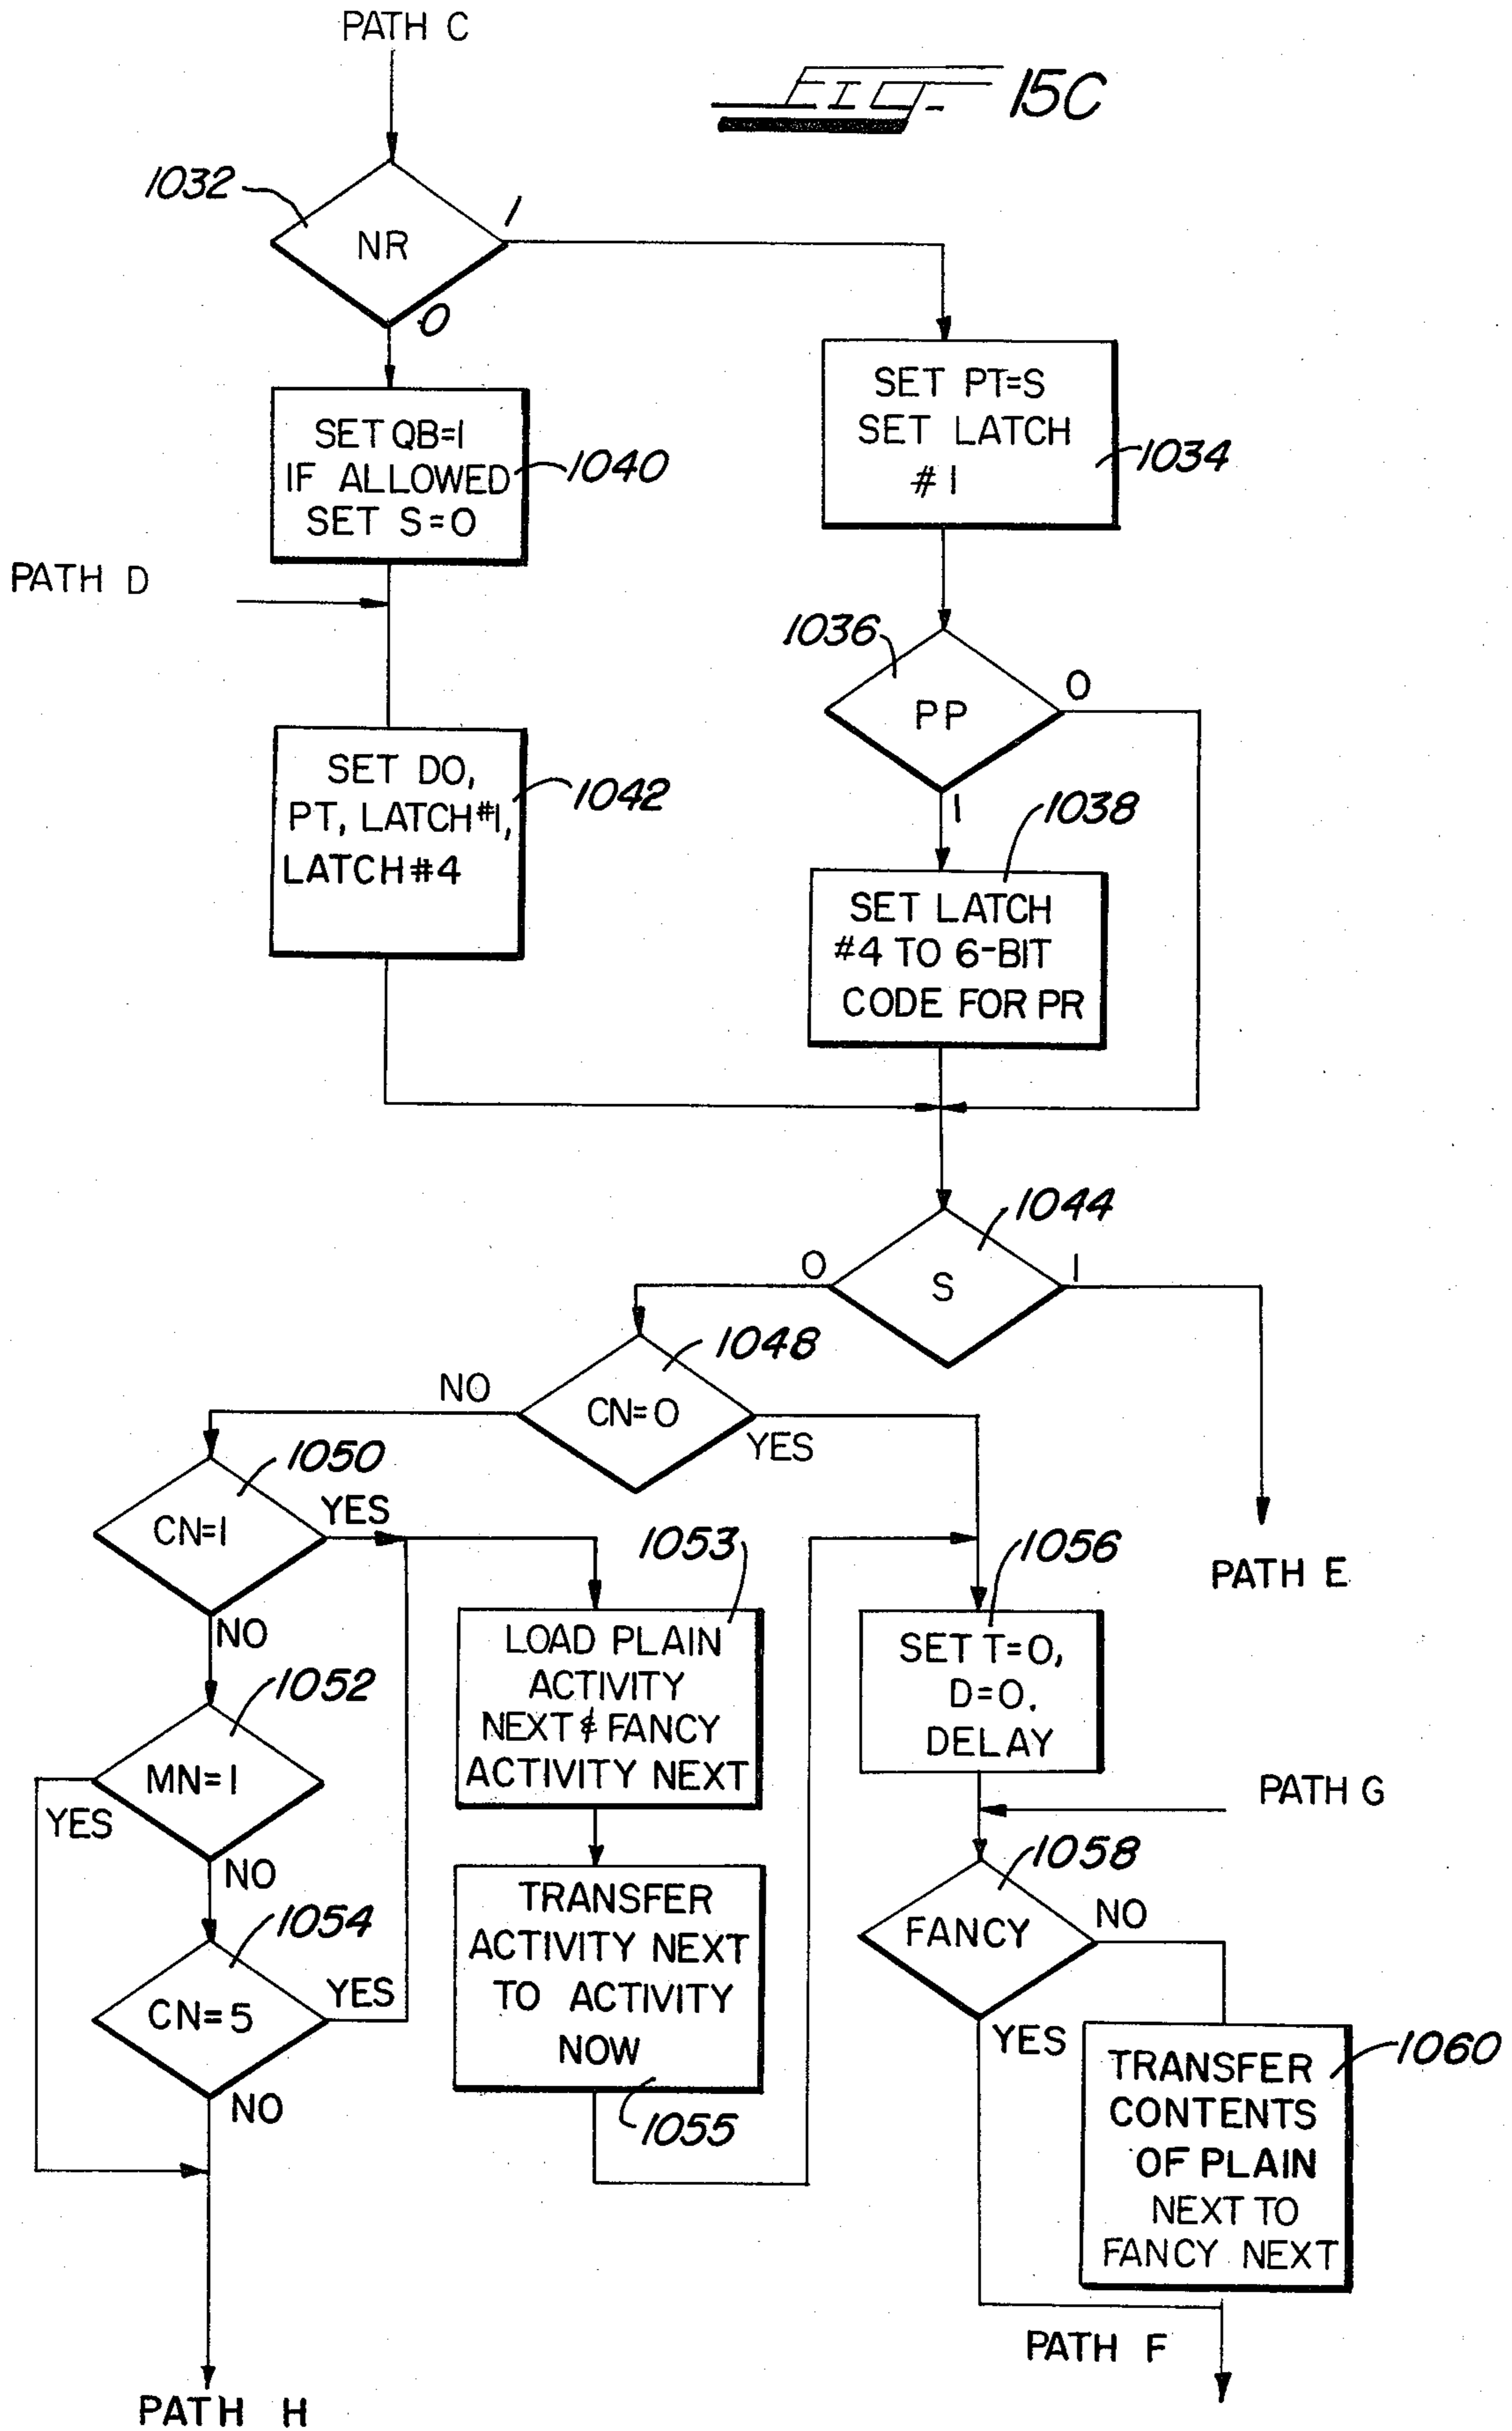 PATH C
FIG- 15C
1032
NR
1
0
SET QB=1
IF ALLOWED
SET S=0
1040
SET PT=S
SET LATCH
#1
1034
PATH D
1036
PP
0
1
SET DO,
PT, LATCH#1,
LATCH#4
1042
1038
SET LATCH
#4 TO 6-BIT
CODE FOR PR
1044
S
0
1
1048
CN=0
NO
YES
1050
CN=1
YES
NO
PATH E
1053
LOAD PLAIN
ACTIVITY
NEXT & FANCY
ACTIVITY NEXT
1056
SET T=0,
D=0.
DELAY
1052
MN=1
YES
NO
PATH G
1054
CN=5
YES
NO
TRANSFER
ACTIVITY NEXT
TO ACTIVITY
NOW
1055
1058
FANCY
NO
YES
1060
TRANSFER
CONTENTS
OF PLAIN
NEXT TO
FANCY NEXT
PATH F
PATH H